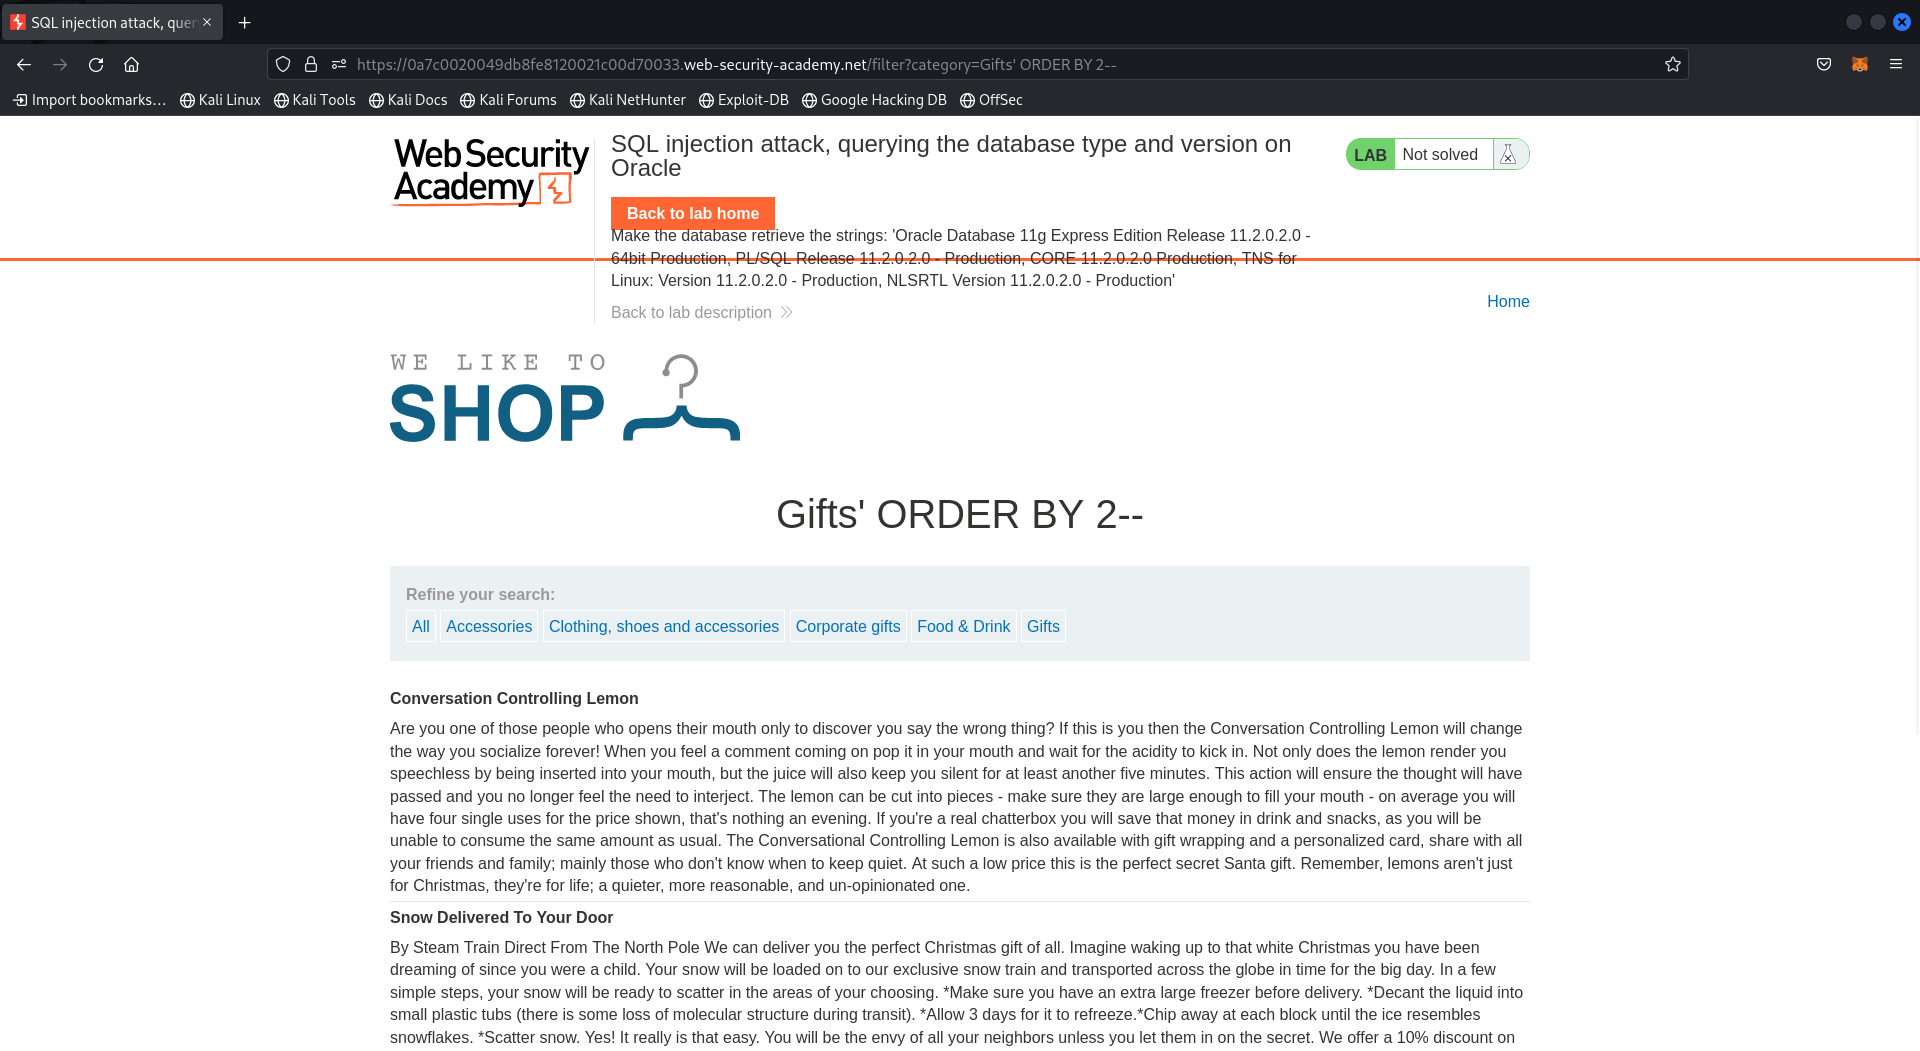 SQL injection attack, quer
https://0a7c0020049db8fe8120021c00d70033.web-security-academy.net/filter?category=Gifts' ORDER BY 2--
Import bookmarks... Kali Linux Kali Tools Kali Docs Kali Forums Kali NetHunter Exploit-DB Google Hacking DB OffSec
Web Security
Academy
SQL injection attack, querying the database type and version on
Oracle
LAB Not solved
Back to lab home
Make the database retrieve the strings: 'Oracle Database 11g Express Edition Release 11.2.0.2.0 -
64bit Production, PL/SQL Release 11.2.0.2.0 - Production, CORE 11.2.0.2.0 Production, TNS for
Linux: Version 11.2.0.2.0 - Production, NLSRTL Version 11.2.0.2.0 - Production'
Back to lab description
Home
WE LIKE TO
SHOP
Gifts' ORDER BY 2--
Refine your search:
All Accessories Clothing, shoes and accessories Corporate gifts Food & Drink Gifts
Conversation Controlling Lemon
Are you one of those people who opens their mouth only to discover you say the wrong thing? If this is you then the Conversation Controlling Lemon will change
the way you socialize forever! When you feel a comment coming on pop it in your mouth and wait for the acidity to kick in. Not only does the lemon render you
speechless by being inserted into your mouth, but the juice will also keep you silent for at least another five minutes. This action will ensure the thought will have
passed and you no longer feel the need to interject. The lemon can be cut into pieces - make sure they are large enough to fill your mouth - on average you will
have four single uses for the price shown, that's nothing an evening. If you're a real chatterbox you will save that money in drink and snacks, as you will be
unable to consume the same amount as usual. The Conversational Controlling Lemon is also available with gift wrapping and a personalized card, share with all
your friends and family; mainly those who don't know when to keep quiet. At such a low price this is the perfect secret Santa gift. Remember, lemons aren't just
for Christmas, they're for life; a quieter, more reasonable, and un-opinionated one.
Snow Delivered To Your Door
By Steam Train Direct From The North Pole We can deliver you the perfect Christmas gift of all. Imagine waking up to that white Christmas you have been
dreaming of since you were a child. Your snow will be loaded on to our exclusive snow train and transported across the globe in time for the big day. In a few
simple steps, your snow will be ready to scatter in the areas of your choosing. *Make sure you have an extra large freezer before delivery. *Decant the liquid into
small plastic tubs (there is some loss of molecular structure during transit). *Allow 3 days for it to refreeze.*Chip away at each block until the ice resembles
snowflakes. *Scatter snow. Yes! It really is that easy. You will be the envy of all your neighbors unless you let them in on the secret. We offer a 10% discount on